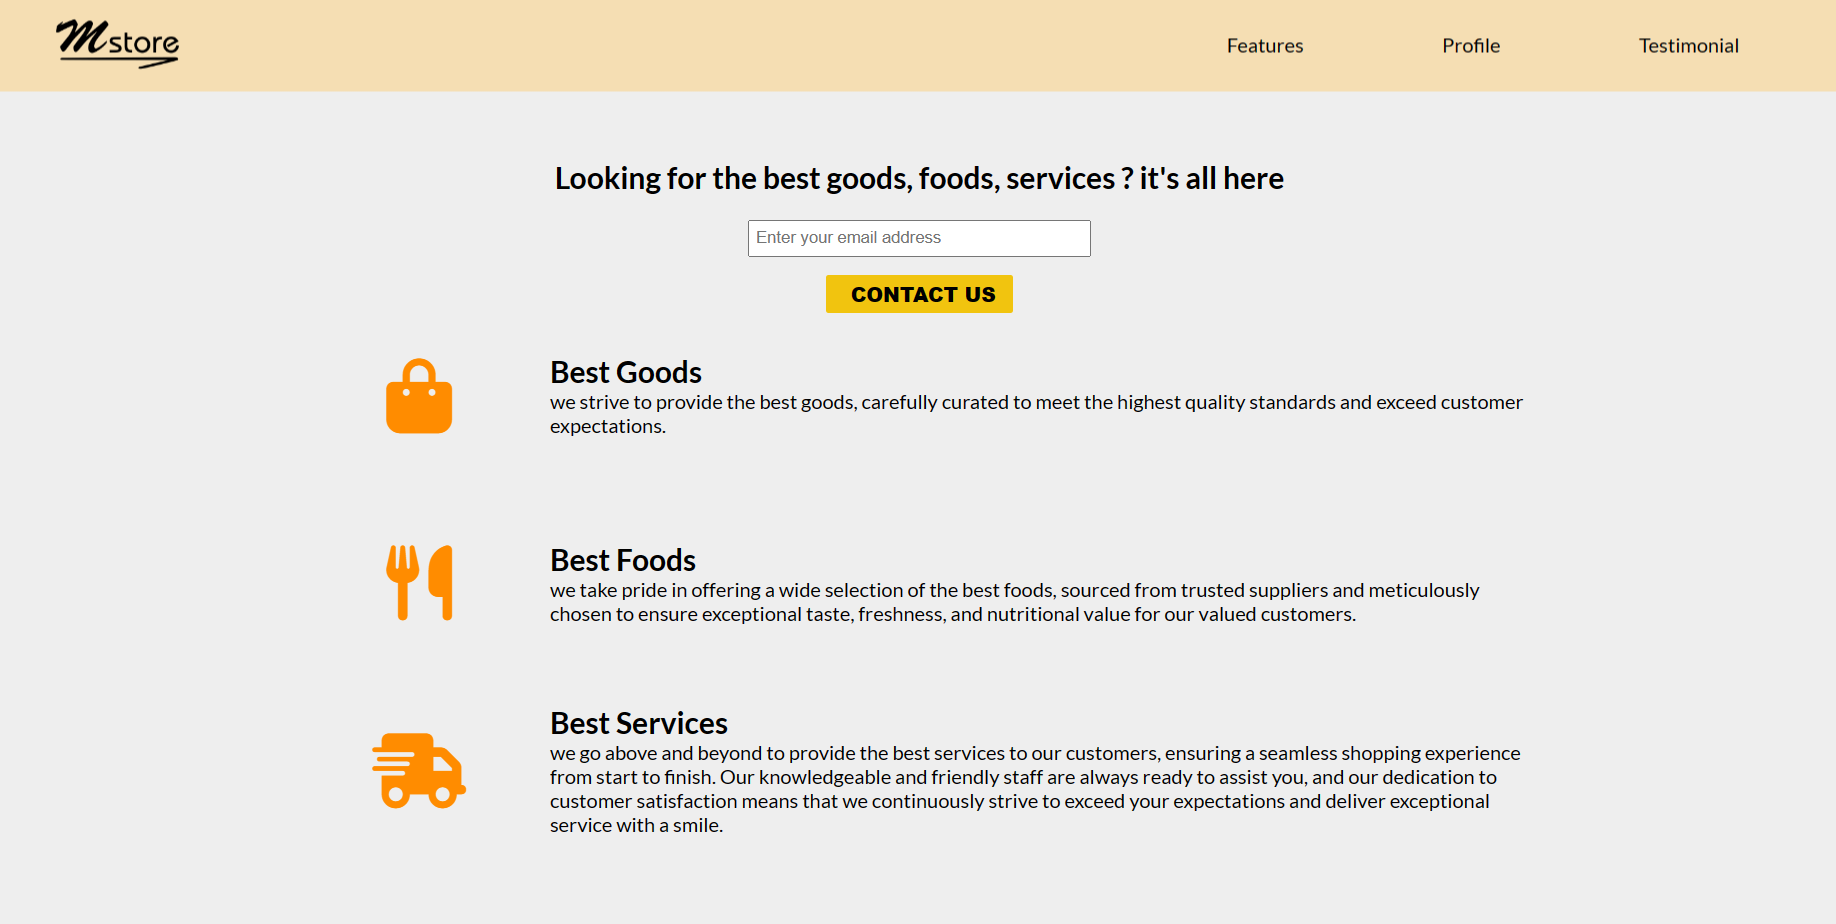 Mstore
Features
Profile
Testimonial
Looking for the best goods, foods, services ? it's all here
Enter your email address
CONTACT US
Best Goods
we strive to provide the best goods, carefully curated to meet the highest quality standards and exceed customer
expectations.
Best Foods
we take pride in offering a wide selection of the best foods, sourced from trusted suppliers and meticulously
chosen to ensure exceptional taste, freshness, and nutritional value for our valued customers.
Best Services
we go above and beyond to provide the best services to our customers, ensuring a seamless shopping experience
from start to finish. Our knowledgeable and friendly staff are always ready to assist you, and our dedication to
customer satisfaction means that we continuously strive to exceed your expectations and deliver exceptional
service with a smile.